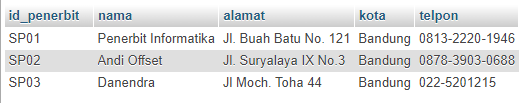 id_penerbit nama alamat kota telpon
SP01 Penerbit Informatika Jl. Buah Batu No. 121 Bandung 0813-2220-1946
SP02 Andi Offset Jl. Suryalaya IX No.3 Bandung 0878-3903-0688
SP03 Danendra Jl Moch. Toha 44 Bandung 022-5201215